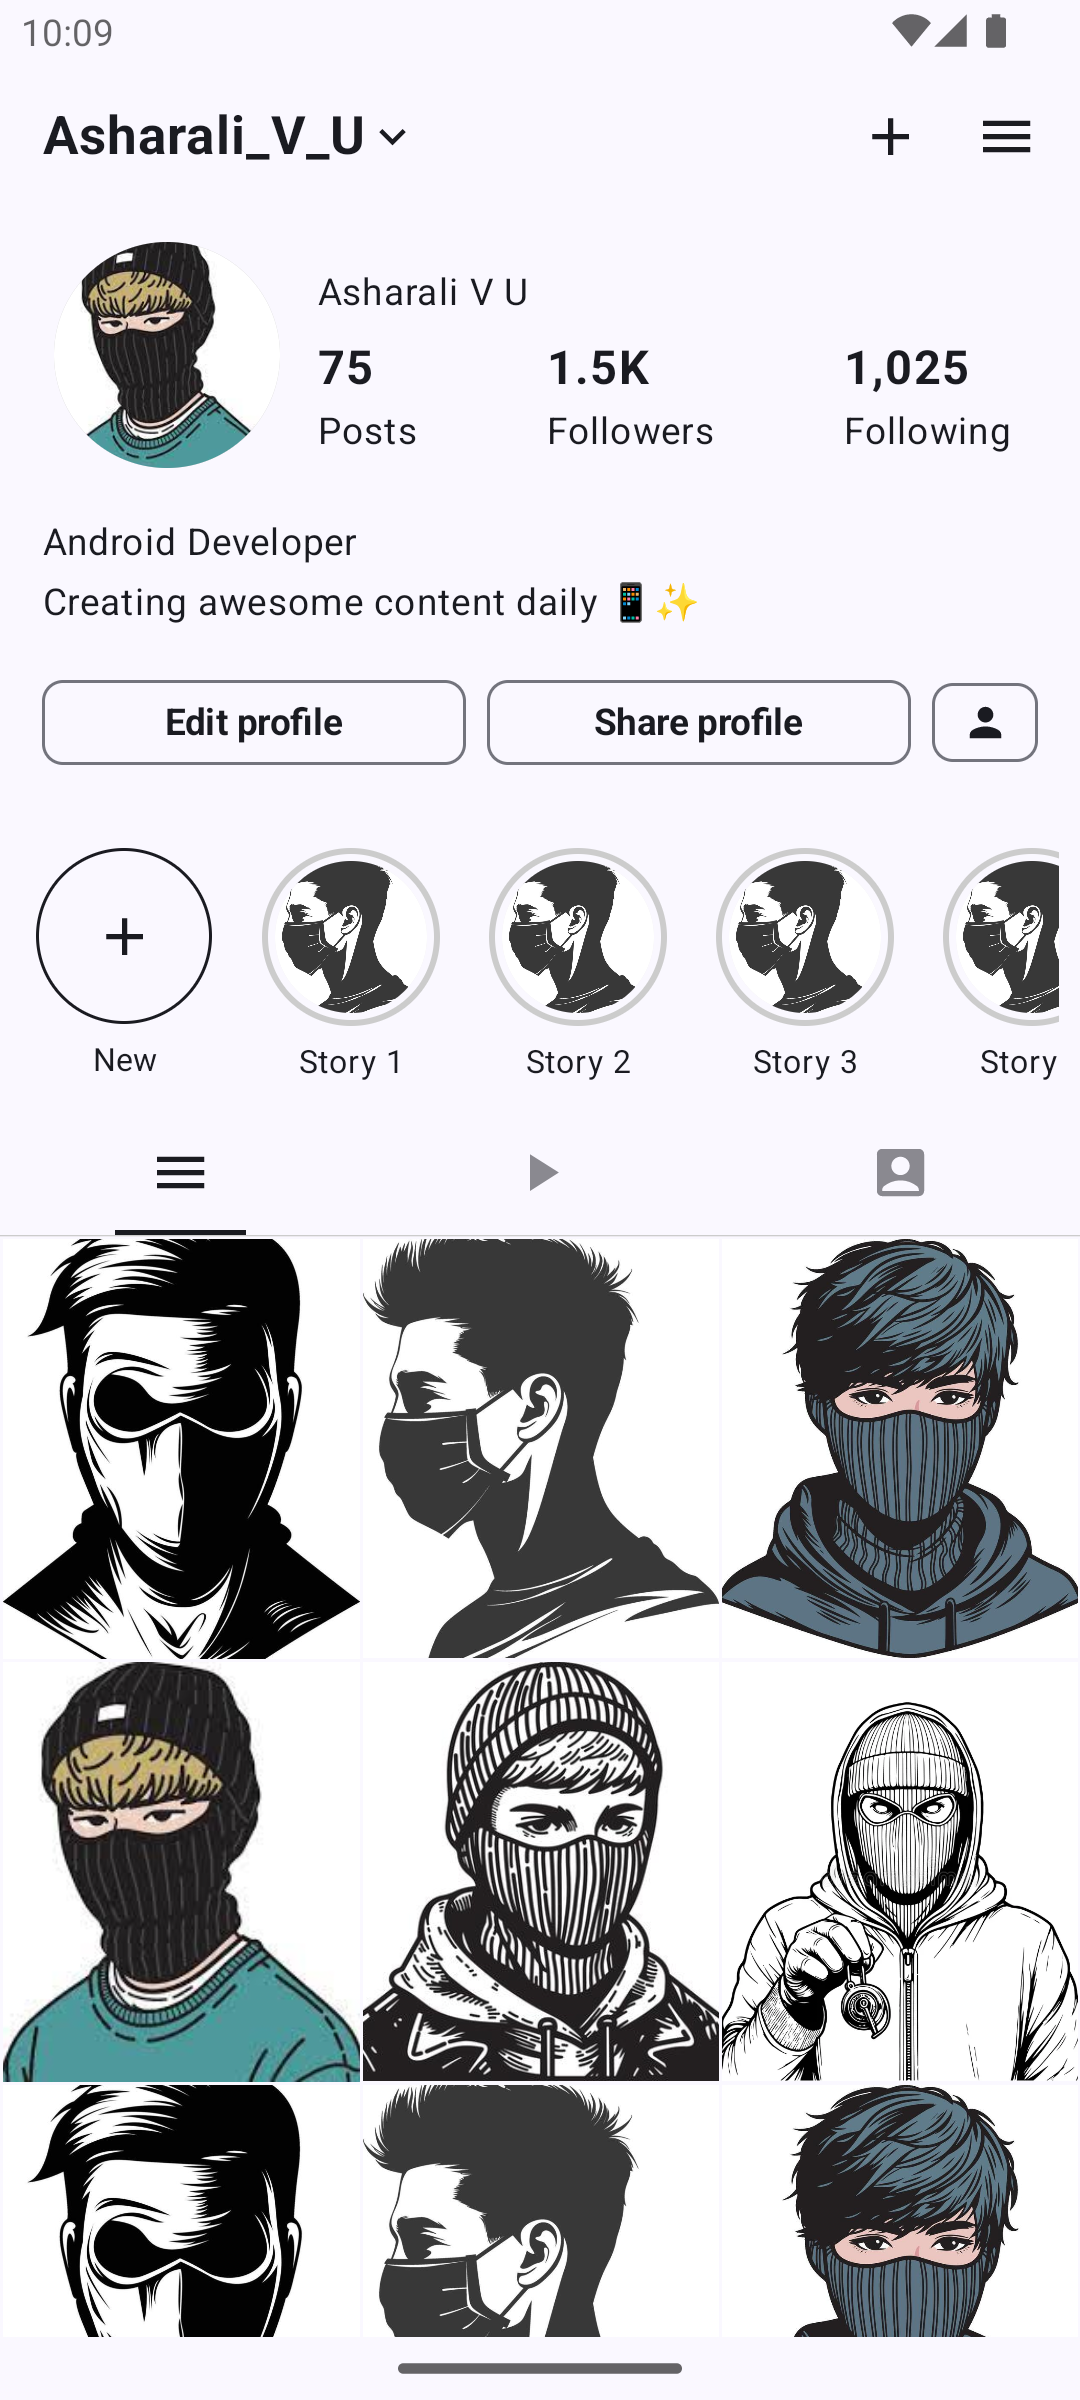 10:09
Asharali_V_U
Asharali V U
75 1.5K 1,025
Posts Followers Following
Android Developer
Creating awesome content daily 📱✨
Edit profile Share profile
New Story 1 Story 2 Story 3 Story